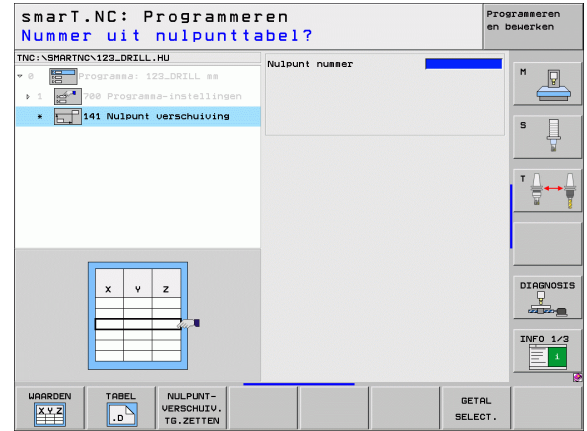 smarT.NC: Programmeren
Nummer uit nulpunttabel?
Programmeren
en bewerken
TNC:\SMARTNC\123_DRILL.HU
0 Programma: 123_DRILL mm
1 700 Programma-instellingen
* 141 Nulpunt verschuiving
Nulpunt nummer
M
S
T
DIAGNOSIS
INFO 1/3
i
X Y Z
WAARDEN
XYZ
TABEL
.D
NULPUNT-
VERSCHUIV.
TG.ZETTEN
GETAL
SELECT.